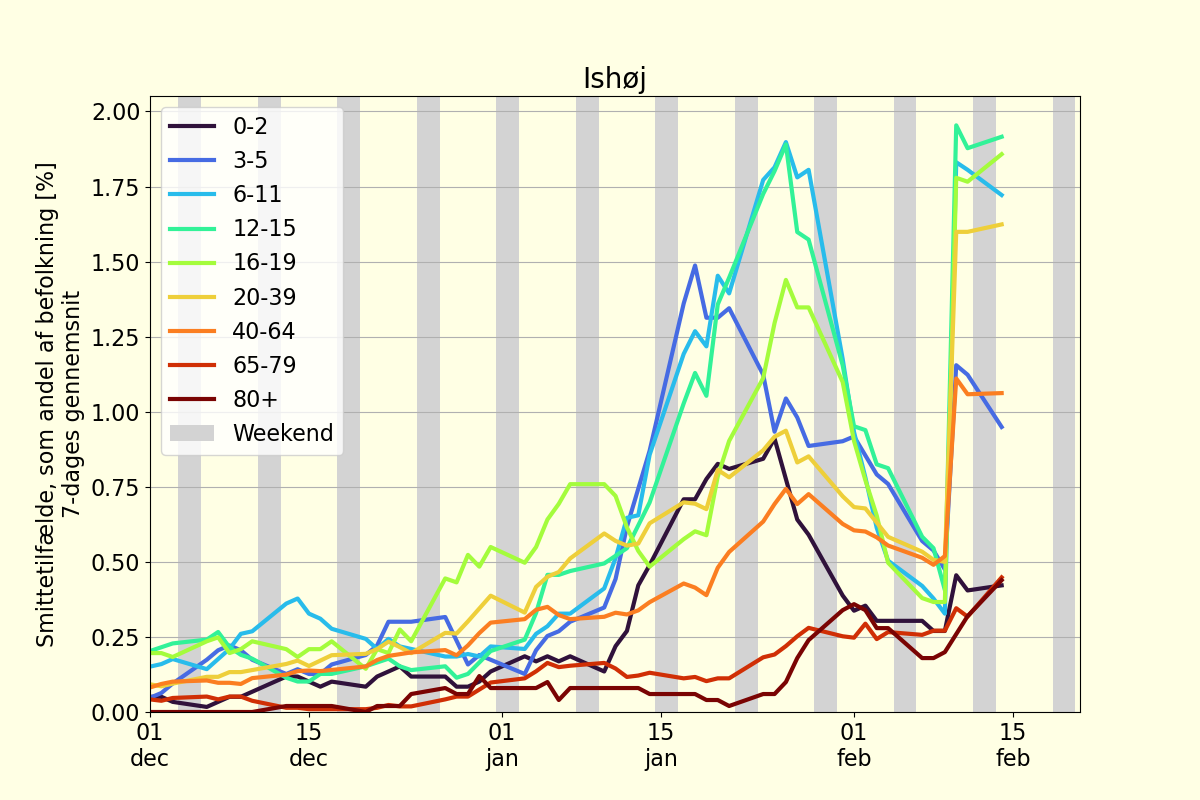 Ishøj
Smittetilfælde, som andel af befolkning [%]
7-dages gennemsnit
2.00
1.75
1.50
1.25
1.00
0.75
0.50
0.25
0.00
0-2
3-5
6-11
12-15
16-19
20-39
40-64
65-79
80+
Weekend
01
dec
15
dec
01
jan
15
jan
01
feb
15
feb